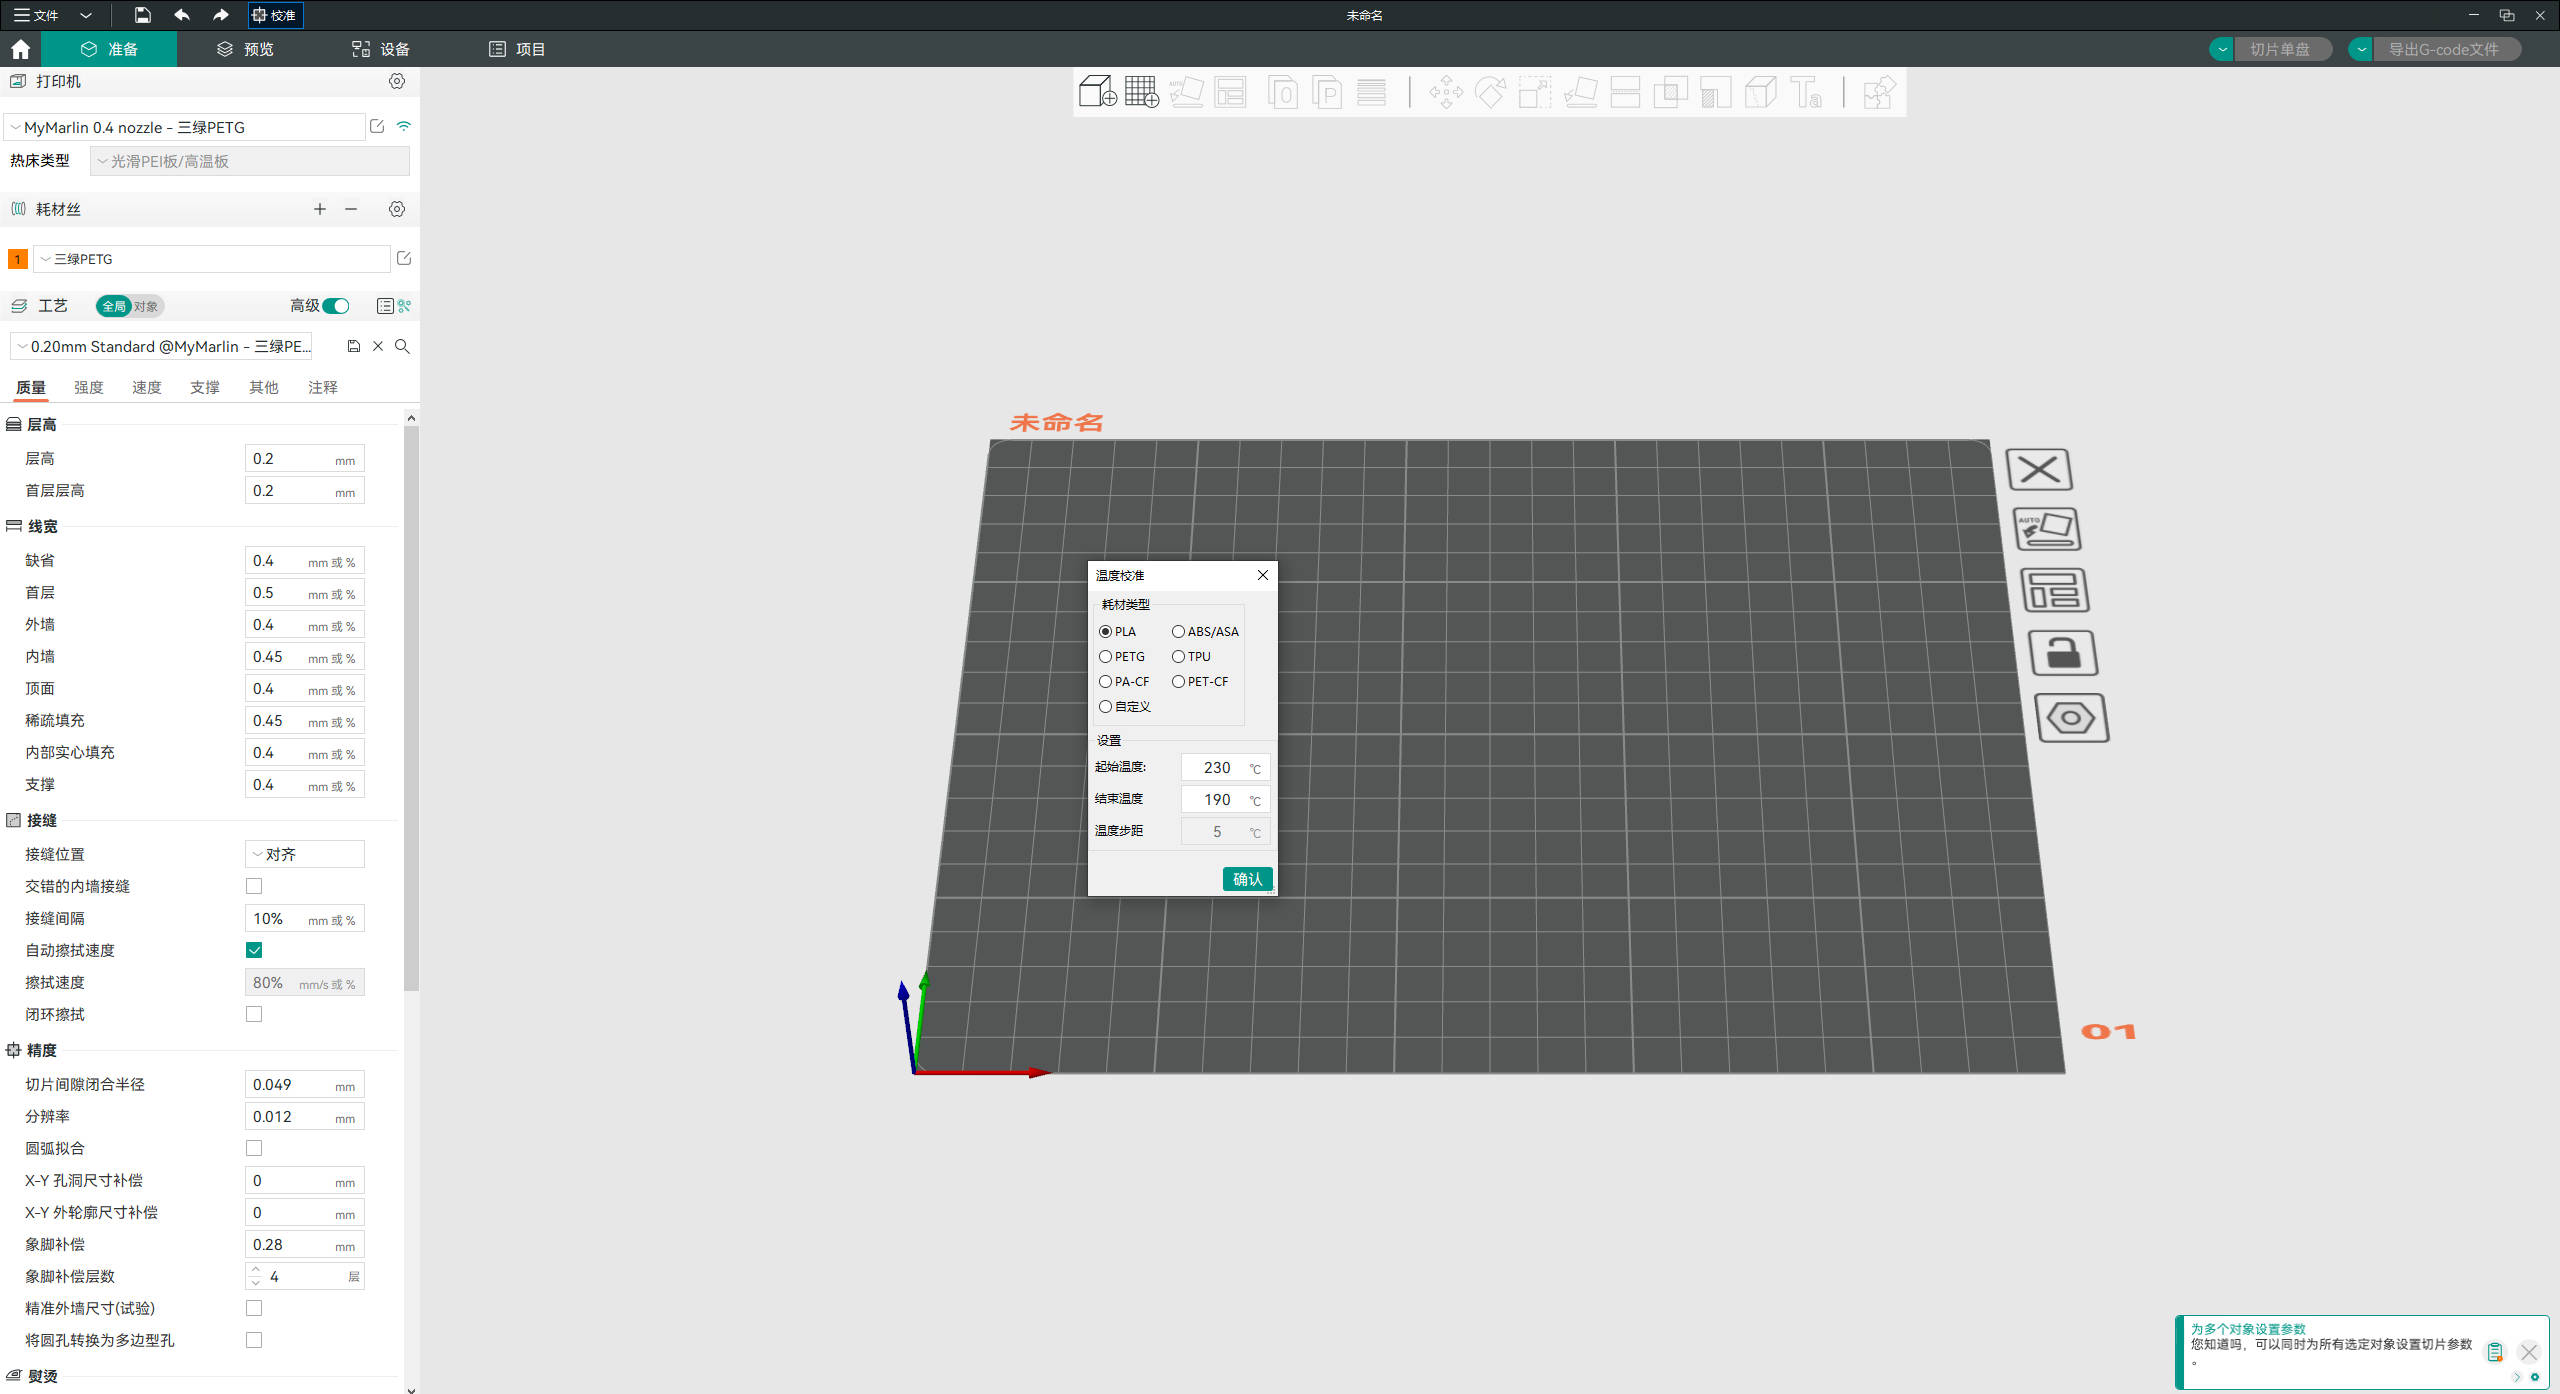 文件
校准
未命名
准备
预览
设备
项目
切片单盘
导出G-code文件
打印机
MyMarlin 0.4 nozzle - 三绿PETG
热床类型
光滑PEI板/高温板
耗材丝
1
三绿PETG
工艺
全局
对象
高级
0.20mm Standard @MyMarlin - 三绿PE...
质量
强度
速度
支撑
其他
注释
层高
层高 0.2 mm
首层层高 0.2 mm
线宽
缺省 0.4 mm 或 %
首层 0.5 mm 或 %
外墙 0.4 mm 或 %
内墙 0.45 mm 或 %
顶面 0.4 mm 或 %
稀疏填充 0.45 mm 或 %
内部实心填充 0.4 mm 或 %
支撑 0.4 mm 或 %
接缝
接缝位置 对齐
交错的内墙接缝
接缝间隔 10% mm 或 %
自动擦拭速度
擦拭速度 80% mm/s 或 %
闭环擦拭
精度
切片间隙闭合半径 0.049 mm
分辨率 0.012 mm
圆弧拟合
X-Y 孔洞尺寸补偿 0 mm
X-Y 外轮廓尺寸补偿 0 mm
象脚补偿 0.28 mm
象脚补偿层数 4 层
精准外墙尺寸(试验)
将圆孔转换为多边型孔
熨烫
AUTO
0
P
Ta
未命名
AUTO
01
温度校准
耗材类型
PLA
ABS/ASA
PETG
TPU
PA-CF
PET-CF
自定义
设置
起始温度: 230 ℃
结束温度 190 ℃
温度步距 5 ℃
确认
为多个对象设置参数
您知道吗，可以同时为所有选定对象设置切片参数
。